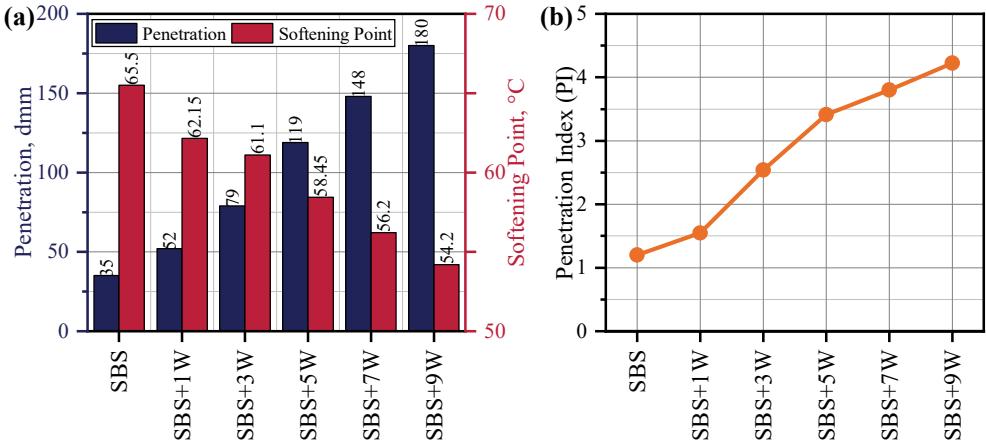 (a)
Penetration
Softening Point
Penetration, dmm
200
150
100
50
0
Softening Point, °C
70
60
50
35
65.5
52
62.15
79
61.1
119
58.45
148
56.2
180
54.2
SBS
SBS+1W
SBS+3W
SBS+5W
SBS+7W
SBS+9W
(b)
Penetration Index (PI)
5
4
3
2
1
0
SBS
SBS+1W
SBS+3W
SBS+5W
SBS+7W
SBS+9W